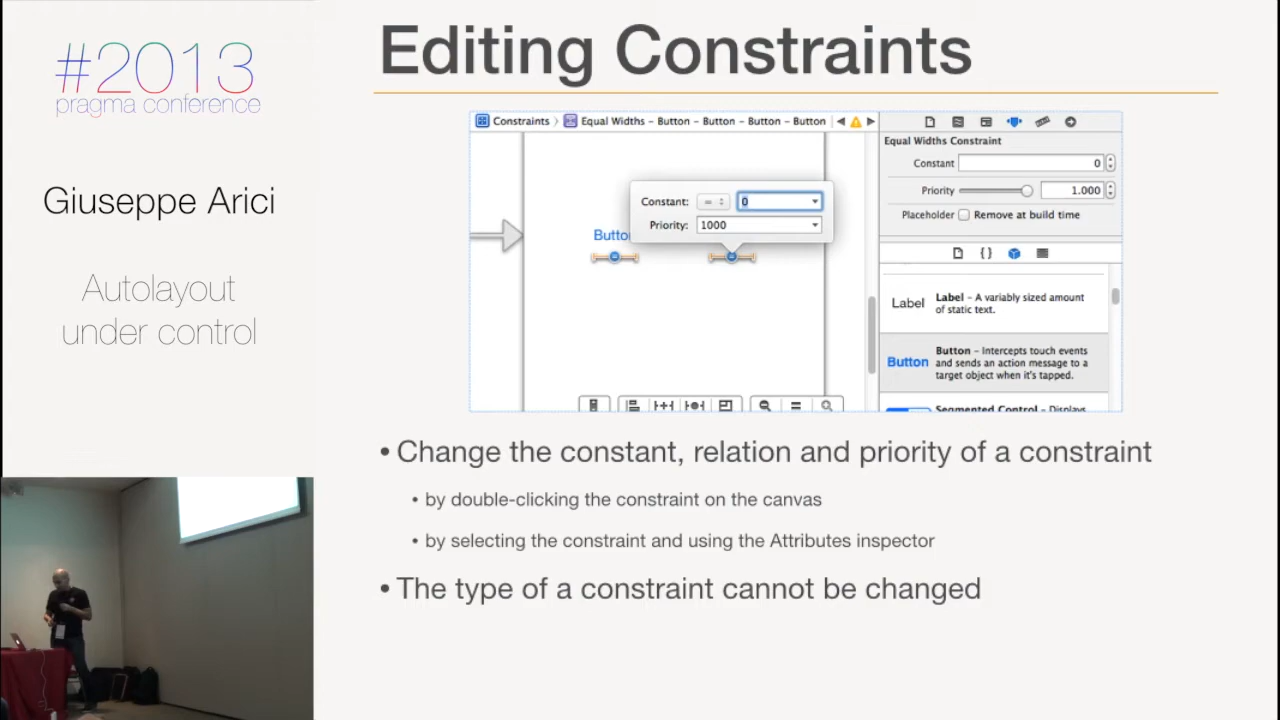 #2013
pragma conference
Giuseppe Arici
Autolayout
under control
Editing Constraints
Constraints
Equal Widths – Button – Button – Button – Button
Constant:
=
0
Priority:
1000
Butto
Equal Widths Constraint
Constant
0
Priority
1.000
Placeholder
Remove at build time
{ }
Label
Label – A variably sized amount
of static text.
Button
Button – Intercepts touch events
and sends an action message to a
target object when it's tapped.
Segmented Control – Displays
• Change the constant, relation and priority of a constraint
• by double-clicking the constraint on the canvas
• by selecting the constraint and using the Attributes inspector
• The type of a constraint cannot be changed